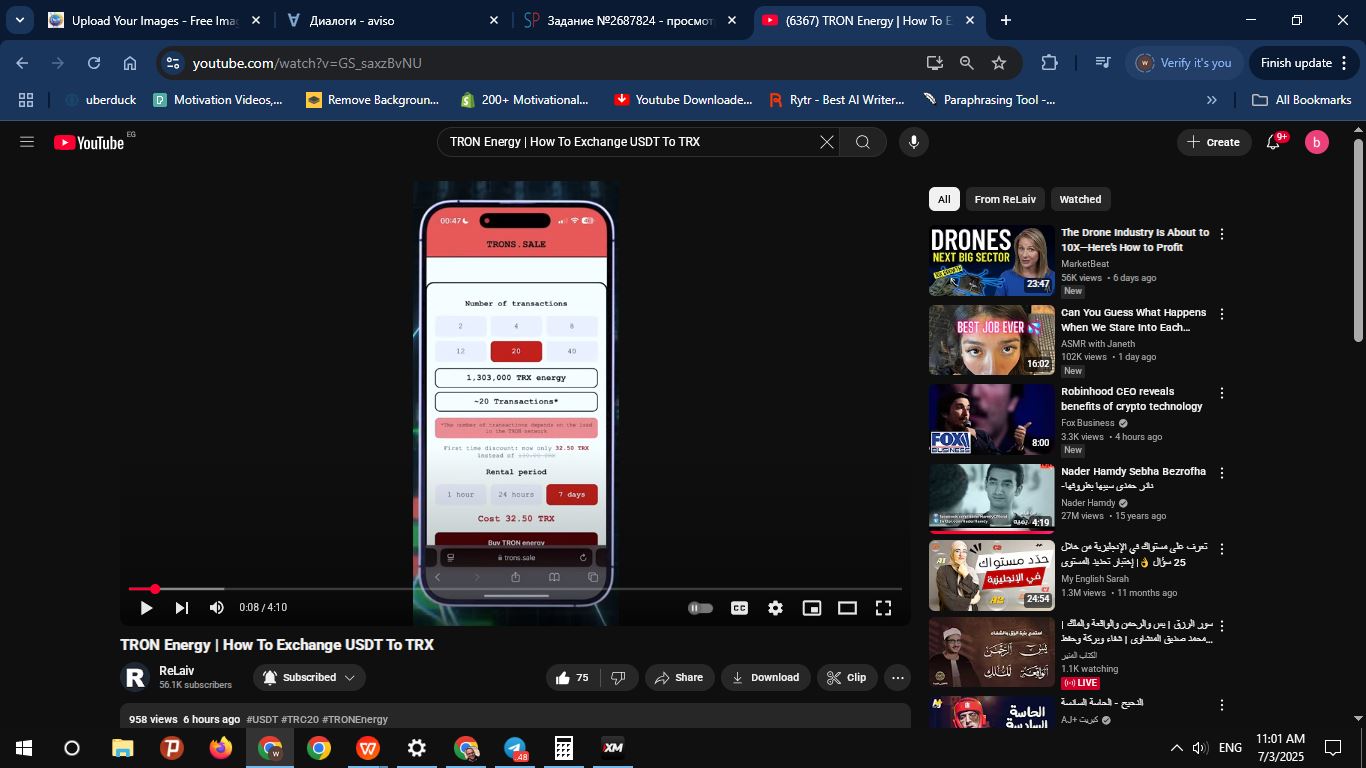 Upload Your Images - Free Imag
Диалоги - aviso
Задание №2687824 - просмотр
(6367) TRON Energy | How To E
youtube.com/watch?v=GS_saxzBvNU
W
Verify it's you
Finish update
uberduck
Motivation Videos,...
Remove Backgroun...
200+ Motivational...
Youtube Downloade...
Rytr - Best AI Writer...
Paraphrasing Tool -...
»
All Bookmarks
YouTube EG
TRON Energy | How To Exchange USDT To TRX
Create
9+
b
00:47
TRONS.SALE
Number of transactions
2 4 8
12 20 40
1,303,000 TRX energy
~20 Transactions*
*The number of transactions depends on the load
in the TRON network
First time discount: now only 32.50 TRX
instead of
Rental period
1 hour 24 hours 7 days
Cost 32.50 TRX
Buy TRON energy
trons.sale
0:08 / 4:10
CC
TRON Energy | How To Exchange USDT To TRX
R
ReLaiv
56.1K subscribers
Subscribed
75
Share
Download
Clip
958 views 6 hours ago #USDT #TRC20 #TRONEnergy
All
From ReLaiv
Watched
DRONES
NEXT BIG SECTOR
23:47
The Drone Industry Is About to
10X—Here's How to Profit
MarketBeat
56K views • 6 days ago
New
BEST JOB EVER
16:02
Can You Guess What Happens
When We Stare Into Each...
ASMR with Janeth
102K views • 1 day ago
New
FOX
BUSINESS
8:00
Robinhood CEO reveals
benefits of crypto technology
Fox Business
3.3K views • 4 hours ago
New
4:19
Nader Hamdy Sebha Bezrofha
-نادر حمدى سيبها بظروفها
Nader Hamdy
27M views • 15 years ago
حدّد مستواك
في الإنجليزية
24:54
تعرف على مستواك في الإنجليزية من خلال
25 سؤال 👌 | إختبار تحديد المستوى
My English Sarah
1.3M views • 11 months ago
يس الرحمن
الواقعة الملك
سور الرزق | يس والرحمن والواقعة والملك |
محمد صديق المنشاوى | شفاء وبركة وحفظ...
الكتاب المنير
1.1K watching
LIVE
الحاسة
السادسة
الدحيح - الحاسة السادسة
AJ+ كبريت
48
XM
ENG
11:01 AM
7/3/2025